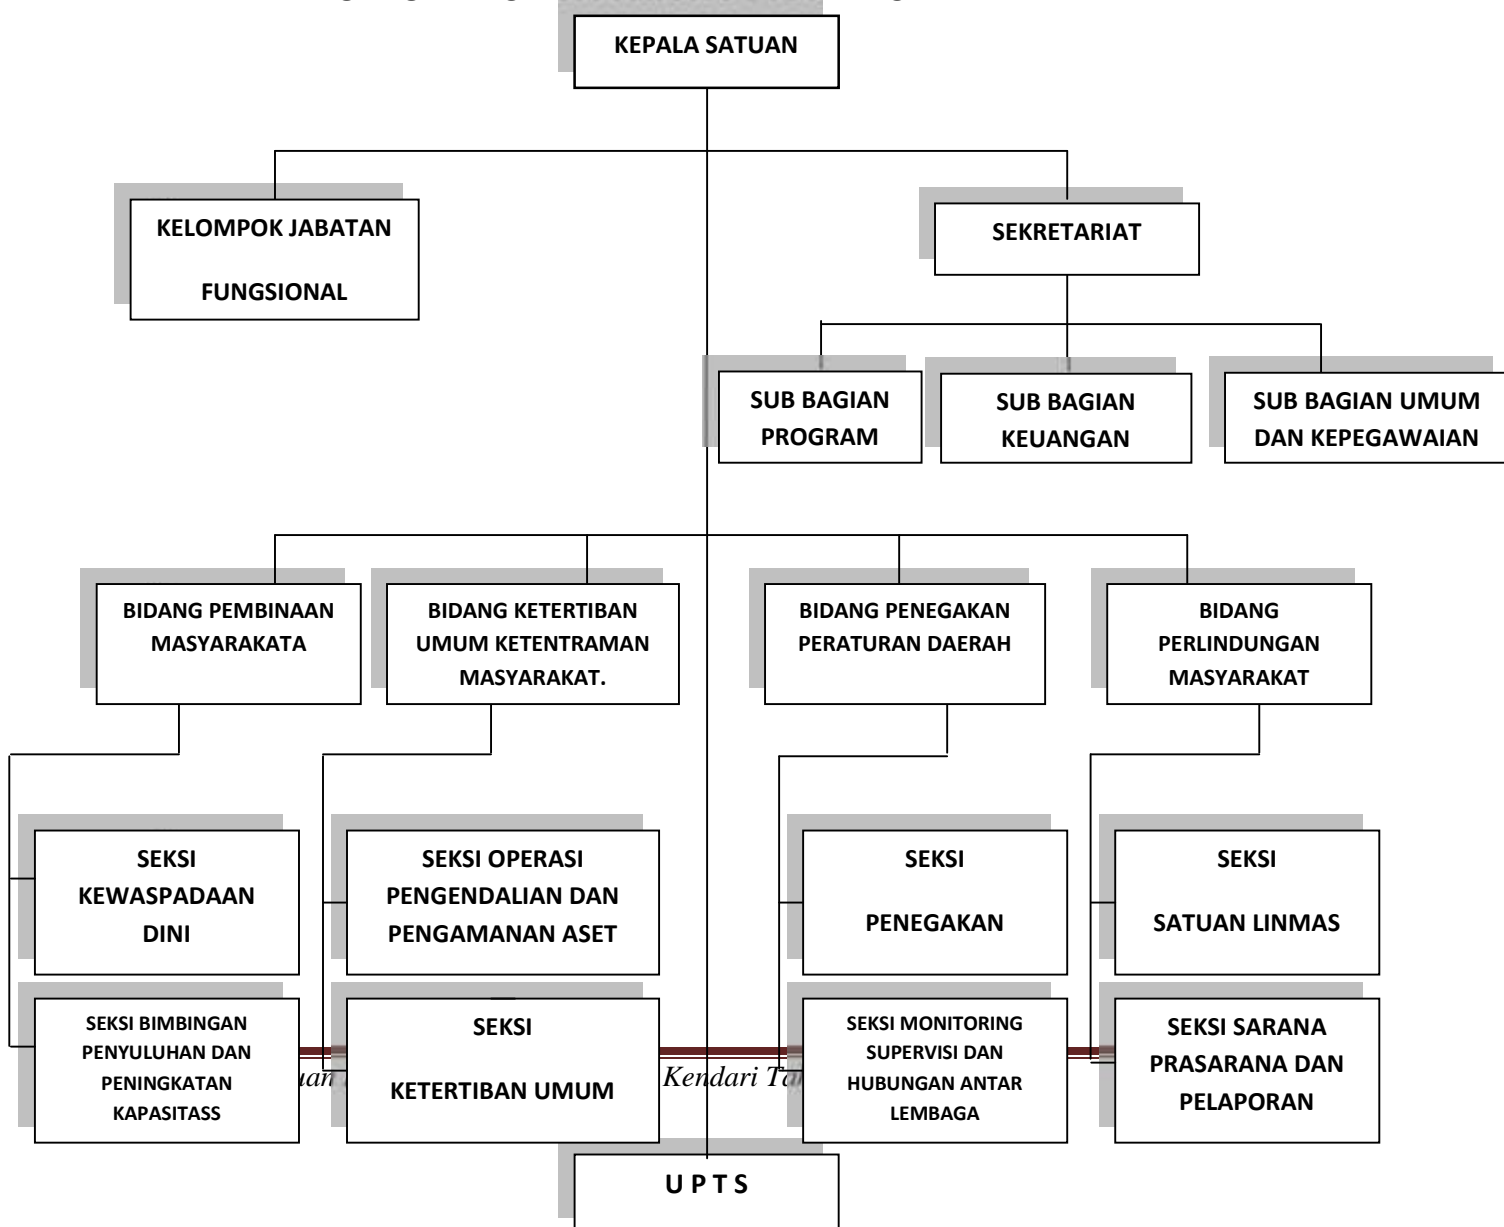 KEPALA SATUAN
KELOMPOK JABATAN
FUNGSIONAL
SEKRETARIAT
SUB BAGIAN
PROGRAM
SUB BAGIAN
KEUANGAN
SUB BAGIAN UMUM
DAN KEPEGAWAIAN
BIDANG PEMBINAAN
MASYARAKATA
BIDANG KETERTIBAN
UMUM KETENTRAMAN
MASYARAKAT.
BIDANG PENEGAKAN
PERATURAN DAERAH
BIDANG
PERLINDUNGAN
MASYARAKAT
SEKSI
KEWASPADAAN
DINI
SEKSI OPERASI
PENGENDALIAN DAN
PENGAMANAN ASET
SEKSI
PENEGAKAN
SEKSI
SATUAN LINMAS
SEKSI BIMBINGAN
PENYULUHAN DAN
PENINGKATAN
KAPASITASS
SEKSI
KETERTIBAN UMUM
SEKSI MONITORING
SUPERVISI DAN
HUBUNGAN ANTAR
LEMBAGA
SEKSI SARANA
PRASARANA DAN
PELAPORAN
Kendari
U P T S